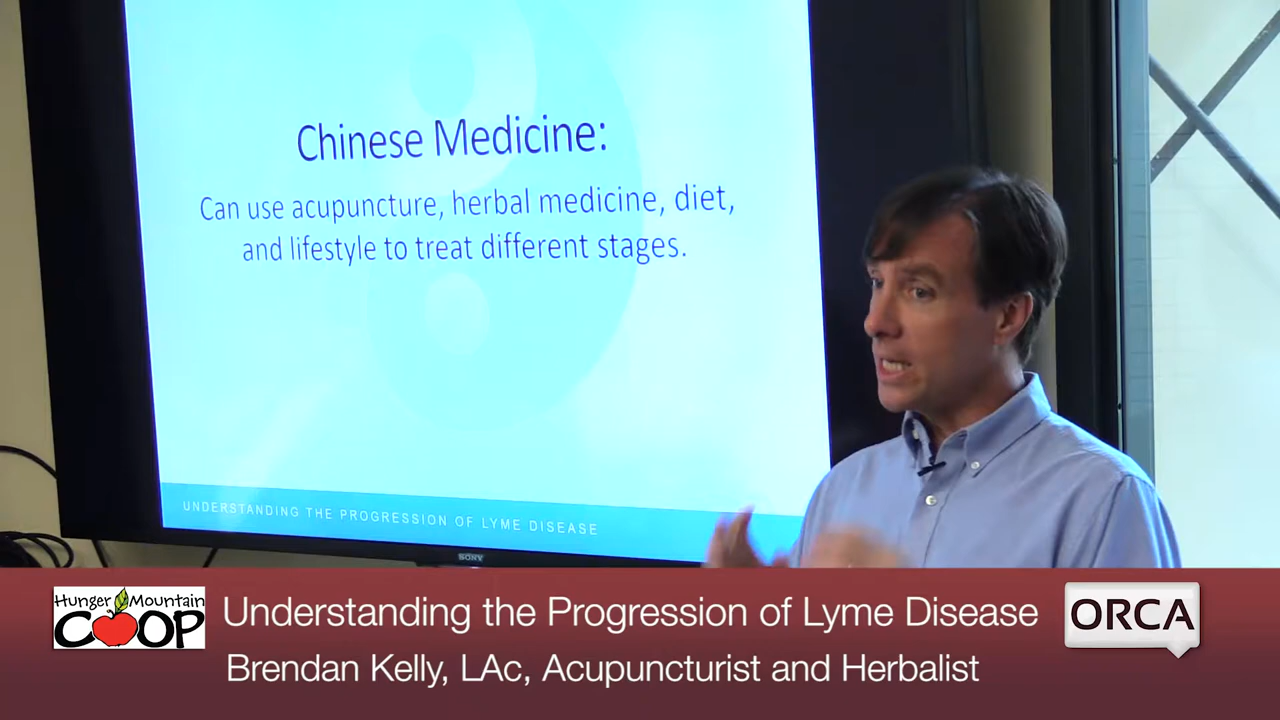 Chinese Medicine:
Can use acupuncture, herbal medicine, diet,
and lifestyle to treat different stages.
UNDERSTANDING THE PROGRESSION OF LYME DISEASE
SONY
Hunger Mountain
COOP
Understanding the Progression of Lyme Disease
ORCA
Brendan Kelly, LAc, Acupuncturist and Herbalist